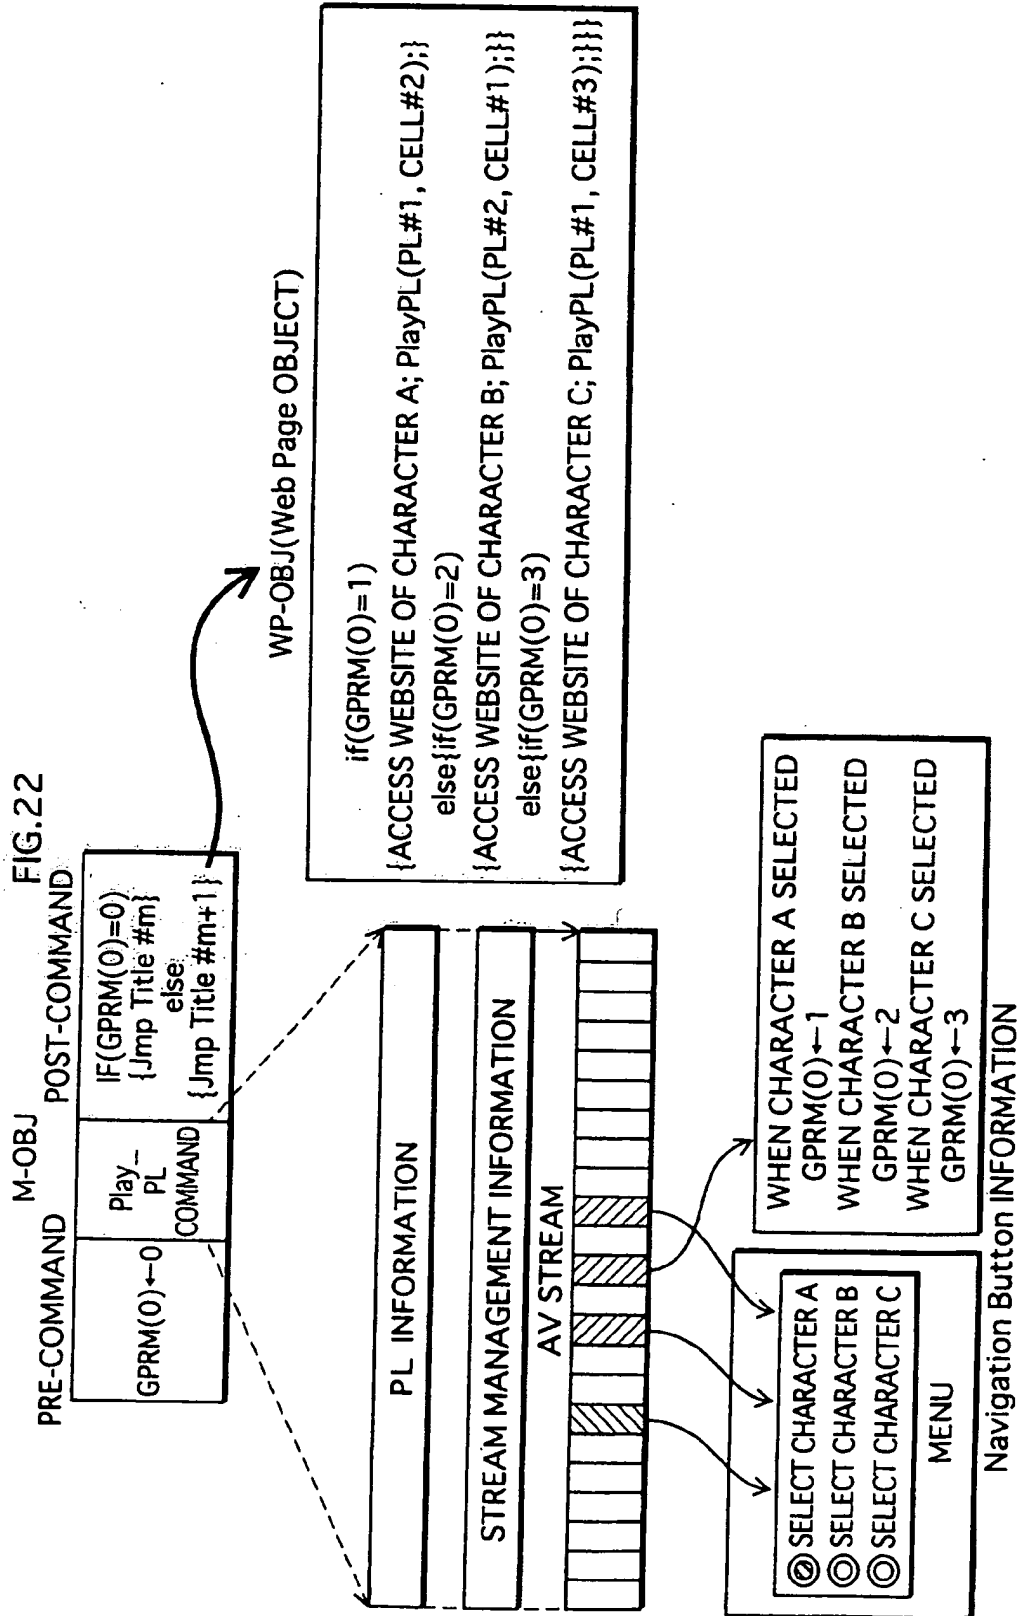 FIG.22
M-OBJ
PRE-COMMAND
POST-COMMAND
GPRM(0)←0
Play_
PL
COMMAND
IF(GPRM(0)=0)
{Jmp Title #m}
else
{Jmp Title #m+1}
WP-OBJ(Web Page OBJECT)
if(GPRM(0)=1)
{ACCESS WEBSITE OF CHARACTER A; PlayPL(PL#1, CELL#2);}
else{if(GPRM(0)=2)
{ACCESS WEBSITE OF CHARACTER B; PlayPL(PL#2, CELL#1);}}
else{if(GPRM(0)=3)
{ACCESS WEBSITE OF CHARACTER C; PlayPL(PL#1, CELL#3);}}}
PL INFORMATION
STREAM MANAGEMENT INFORMATION
AV STREAM
SELECT CHARACTER A
SELECT CHARACTER B
SELECT CHARACTER C
MENU
WHEN CHARACTER A SELECTED
GPRM(0)←1
WHEN CHARACTER B SELECTED
GPRM(0)←2
WHEN CHARACTER C SELECTED
GPRM(0)←3
Navigation Button INFORMATION